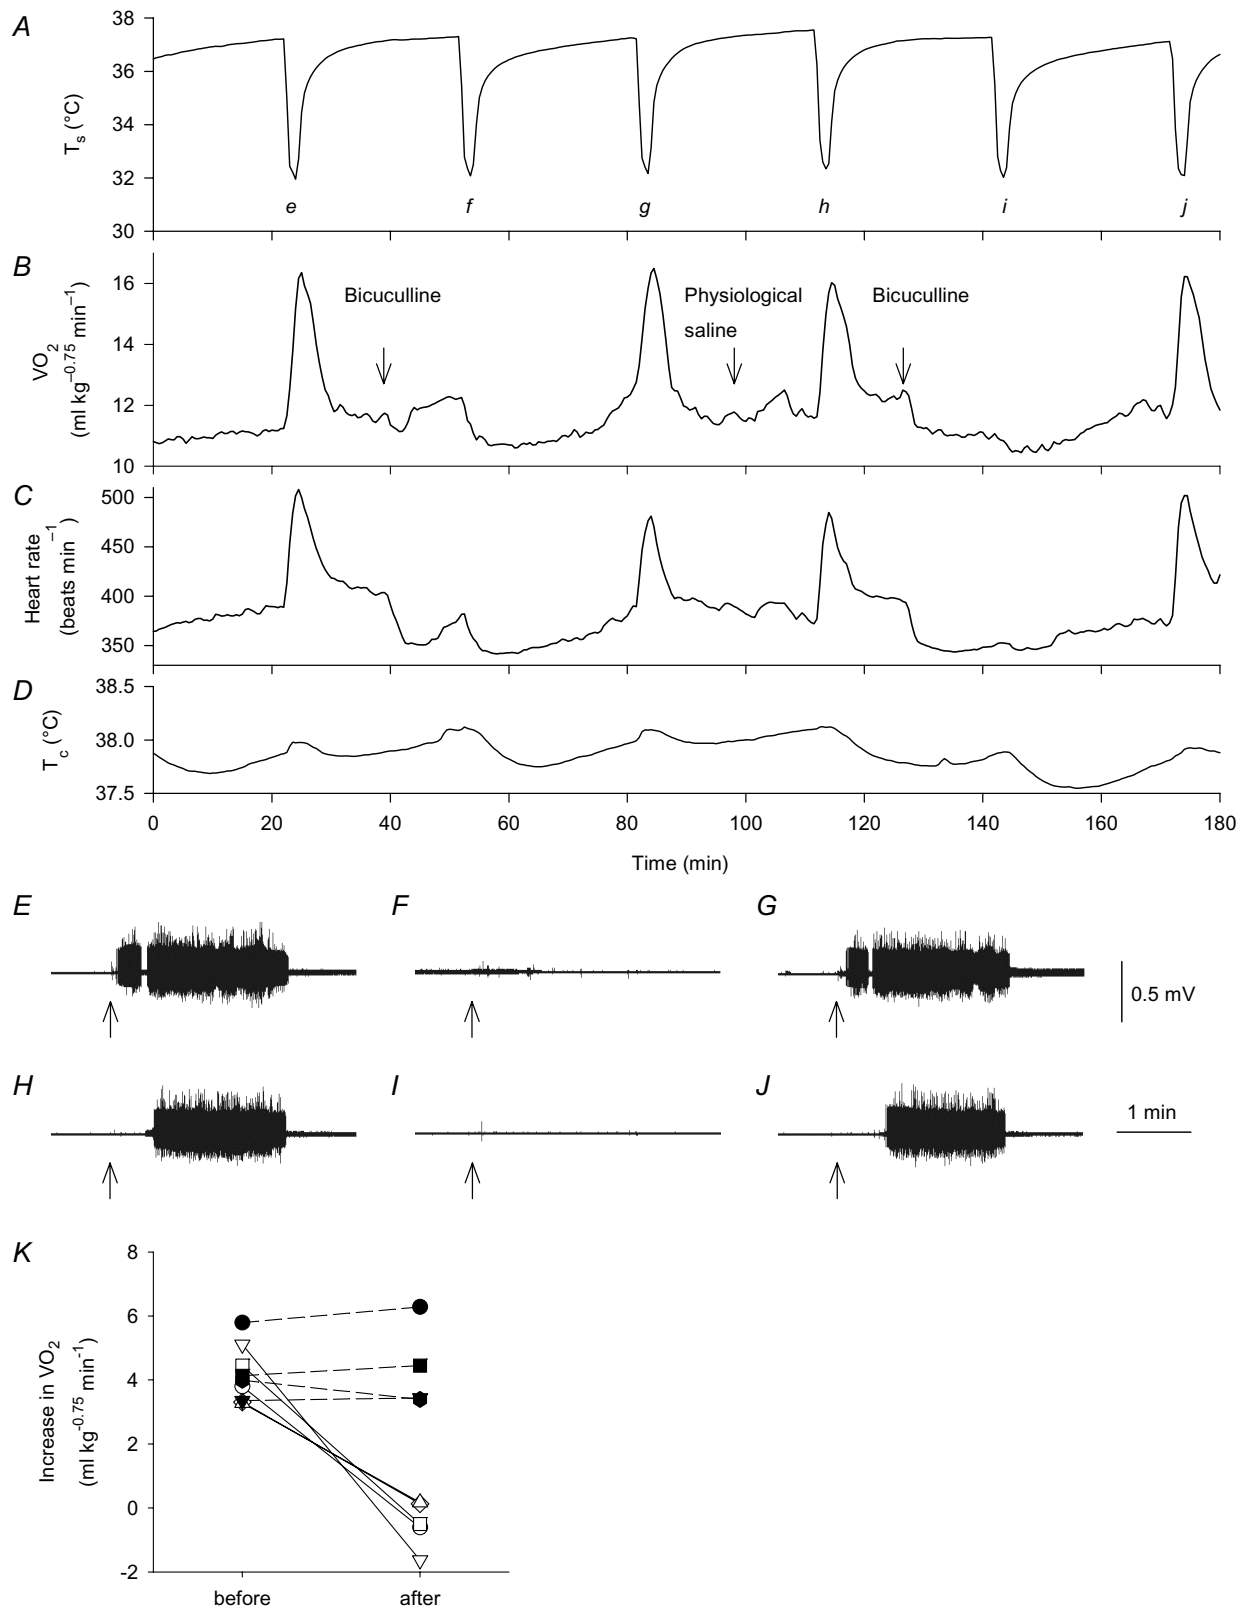 A
38
36
34
32
30
T_s (°C)
e f g h i j
B
16
14
12
10
VO_2
(ml kg^–0.75 min^–1)
Bicuculline
Physiological
saline
Bicuculline
C
500
450
400
350
Heart rate
(beats min^–1)
D
38.5
38.0
37.5
T_c (°C)
0 20 40 60 80 100 120 140 160 180
Time (min)
E F G
0.5 mV
H I J
1 min
K
8
6
4
2
0
-2
Increase in VO_2
(ml kg^-0.75 min^-1)
before after